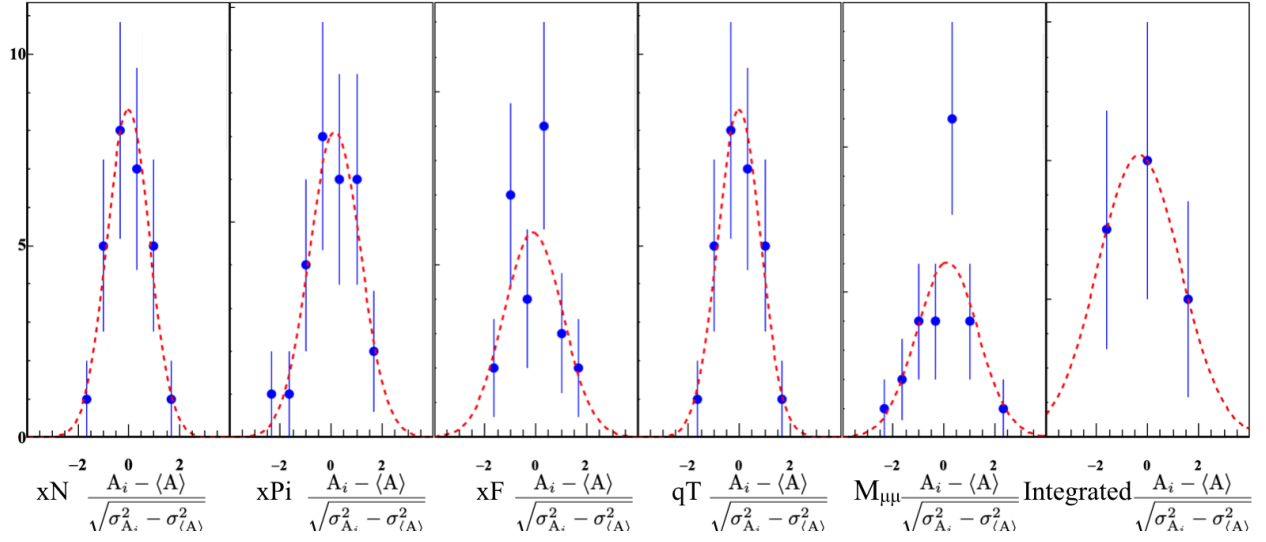 10
5
0
−2 0 2 −2 0 2 −2 0 2 −2 0 2 −2 0 2 −2 0 2
xN A_i − ⟨A⟩ / √(σ²_{A_i} − σ²_{⟨A⟩}) xPi A_i − ⟨A⟩ / √(σ²_{A_i} − σ²_{⟨A⟩}) xF A_i − ⟨A⟩ / √(σ²_{A_i} − σ²_{⟨A⟩}) qT A_i − ⟨A⟩ / √(σ²_{A_i} − σ²_{⟨A⟩}) M_{μμ} A_i − ⟨A⟩ / √(σ²_{A_i} − σ²_{⟨A⟩}) Integrated A_i − ⟨A⟩ / √(σ²_{A_i} − σ²_{⟨A⟩})